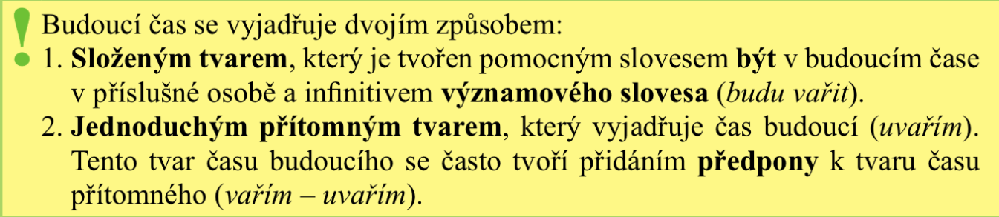 Budoucí čas se vyjadřuje dvojím způsobem:
1. Složeným tvarem, který je tvořen pomocným slovesem být v budoucím čase
v příslušné osobě a infinitivem významového slovesa (budu vařit).
2. Jednoduchým přítomným tvarem, který vyjadřuje čas budoucí (uvařím).
Tento tvar času budoucího se často tvoří přidáním předpony k tvaru času
přítomného (vařím – uvařím).